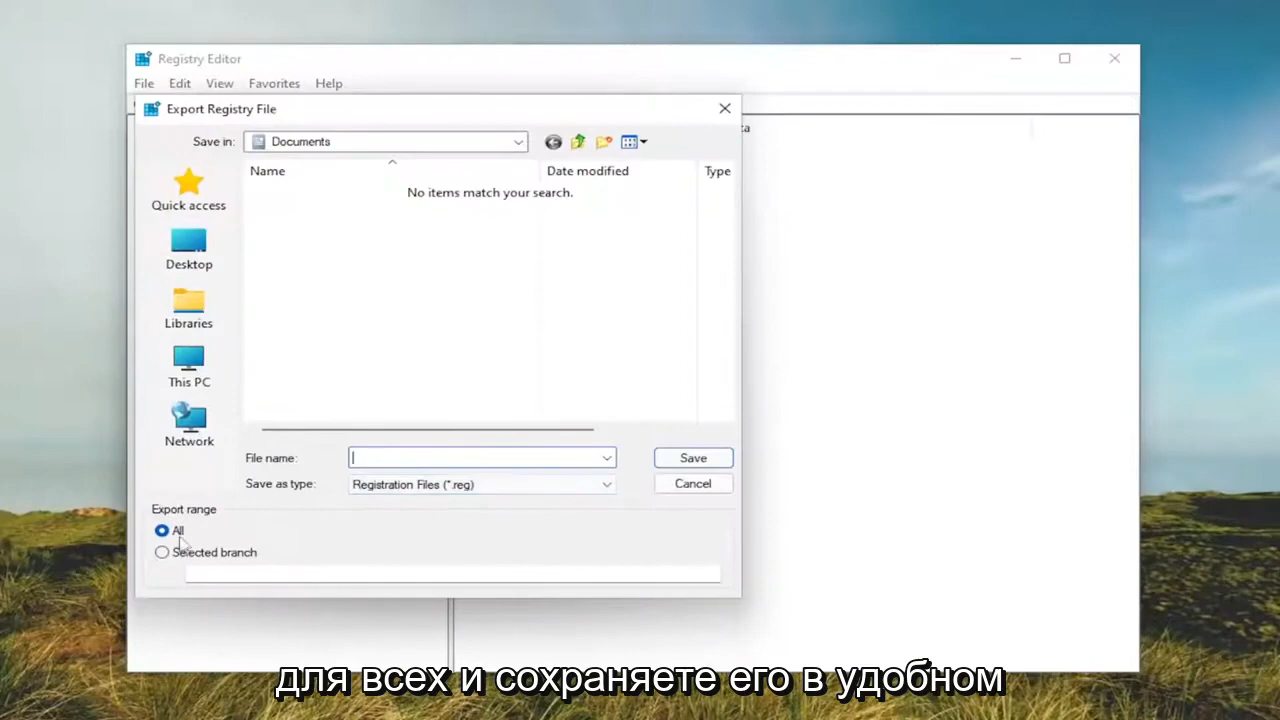 Registry Editor
File Edit View Favorites Help
Export Registry File
Save in: Documents
Name Date modified Type
No items match your search.
Quick access
Desktop
Libraries
This PC
Network
File name: Save
Save as type: Registration Files (*.reg) Cancel
Export range
All
Selected branch
для всех и сохраняете его в удобном